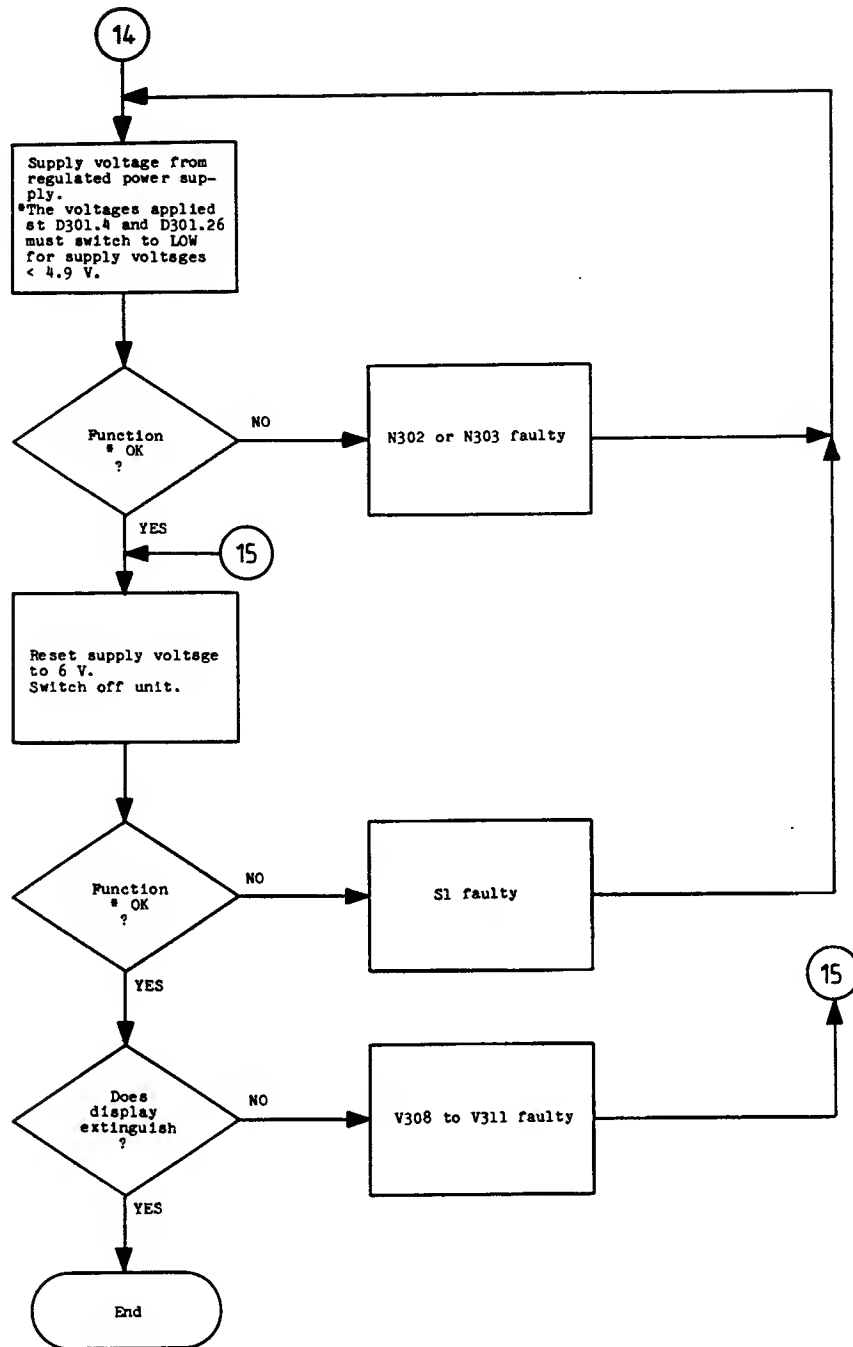 14
Supply voltage from
regulated power sup-
ply.
*The voltages applied
st D301.4 and D301.26
must switch to LOW
for supply voltages
< 4.9 V.
Function
* OK
?
NO
N302 or N303 faulty
YES
15
Reset supply voltage
to 6 V.
Switch off unit.
Function
* OK
?
NO
S1 faulty
YES
15
Does
display
extinguish
?
NO
V308 to V311 faulty
YES
End